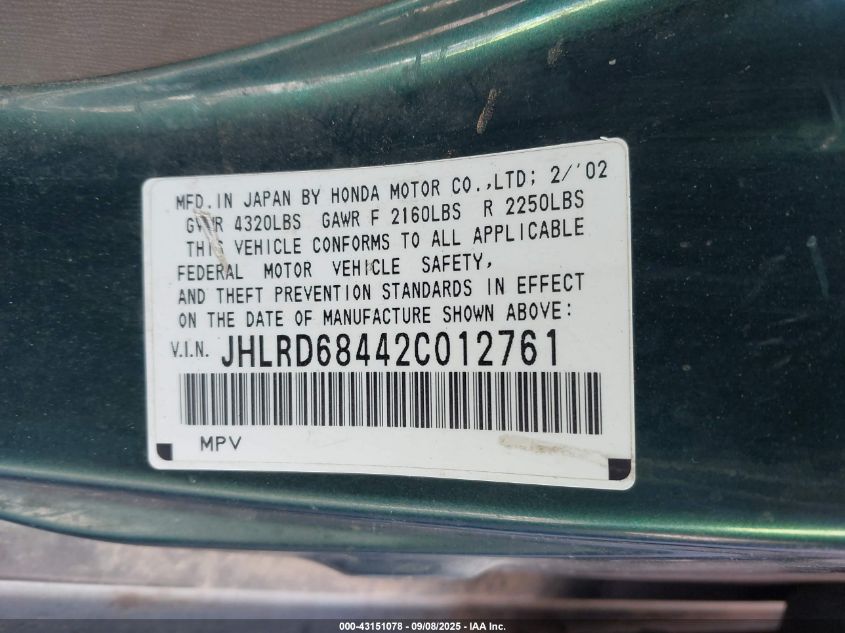 MFD. IN JAPAN BY HONDA MOTOR CO.,LTD; 2/'02
GVWR 4320LBS GAWR F 2160LBS R 2250LBS
THIS VEHICLE CONFORMS TO ALL APPLICABLE
FEDERAL MOTOR VEHICLE SAFETY,
AND THEFT PREVENTION STANDARDS IN EFFECT
ON THE DATE OF MANUFACTURE SHOWN ABOVE:
V.I.N. JHLRD68442C012761
MPV
000-43151078 - 09/08/2025 - IAA Inc.